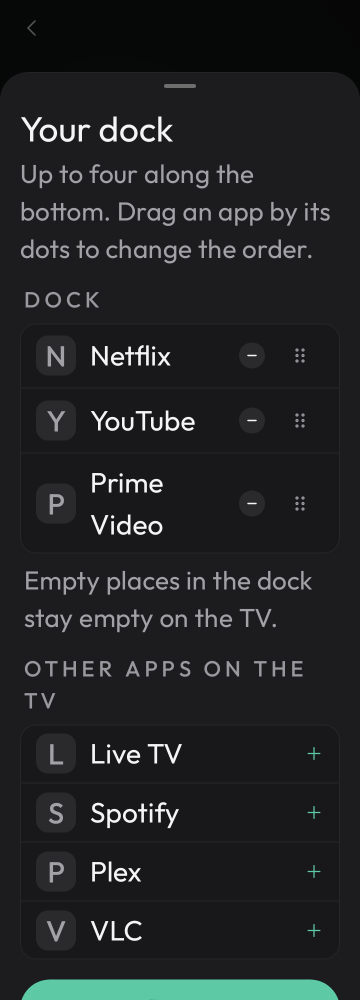 Your dock
Up to four along the
bottom. Drag an app by its
dots to change the order.
DOCK
N Netflix
Y YouTube
P Prime
Video
Empty places in the dock
stay empty on the TV.
OTHER APPS ON THE
TV
L Live TV +
S Spotify +
P Plex +
V VLC +